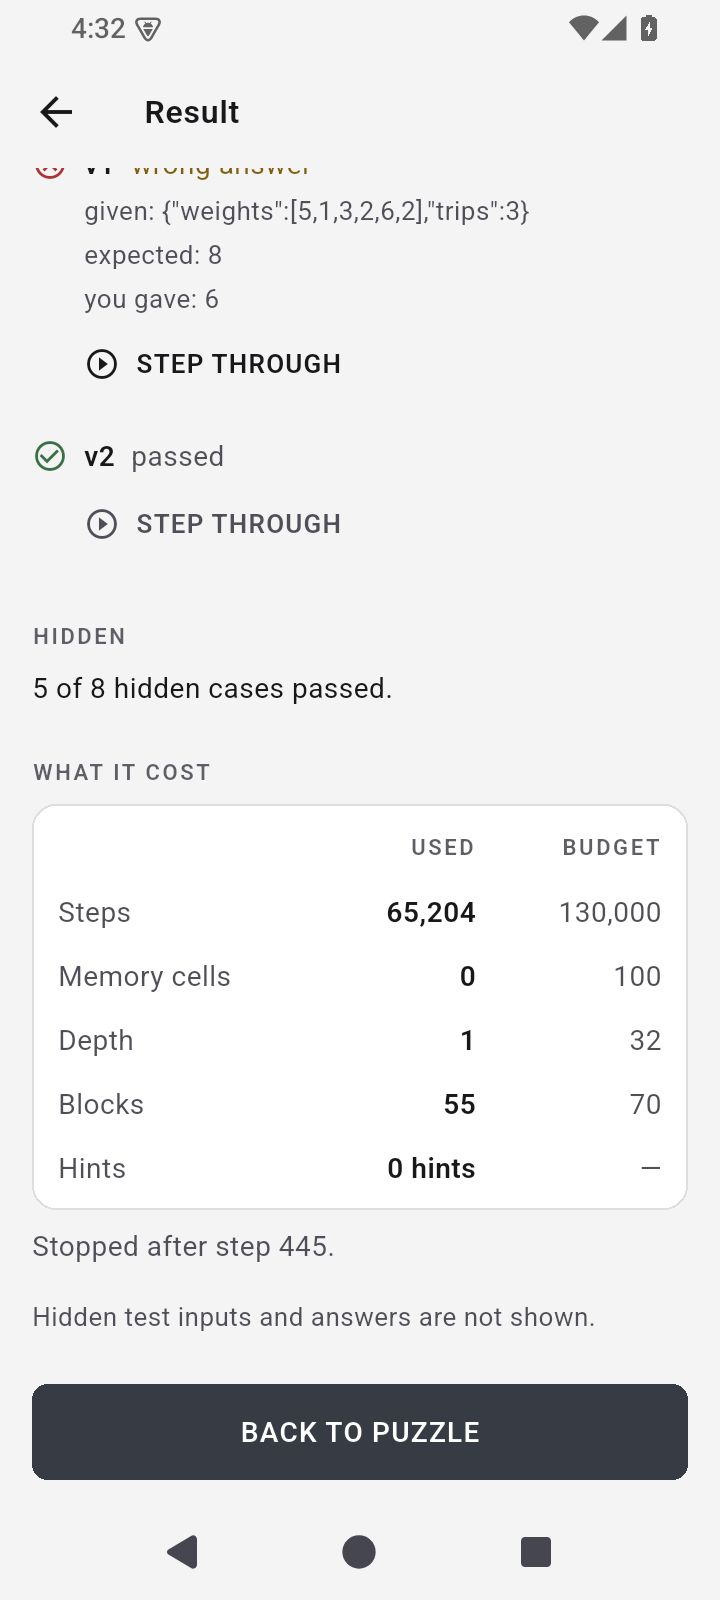 4:32
Result
v1 wrong answer
given: {"weights":[5,1,3,2,6,2],"trips":3}
expected: 8
you gave: 6
STEP THROUGH
v2 passed
STEP THROUGH
HIDDEN
5 of 8 hidden cases passed.
WHAT IT COST
USED BUDGET
Steps 65,204 130,000
Memory cells 0 100
Depth 1 32
Blocks 55 70
Hints 0 hints —
Stopped after step 445.
Hidden test inputs and answers are not shown.
BACK TO PUZZLE